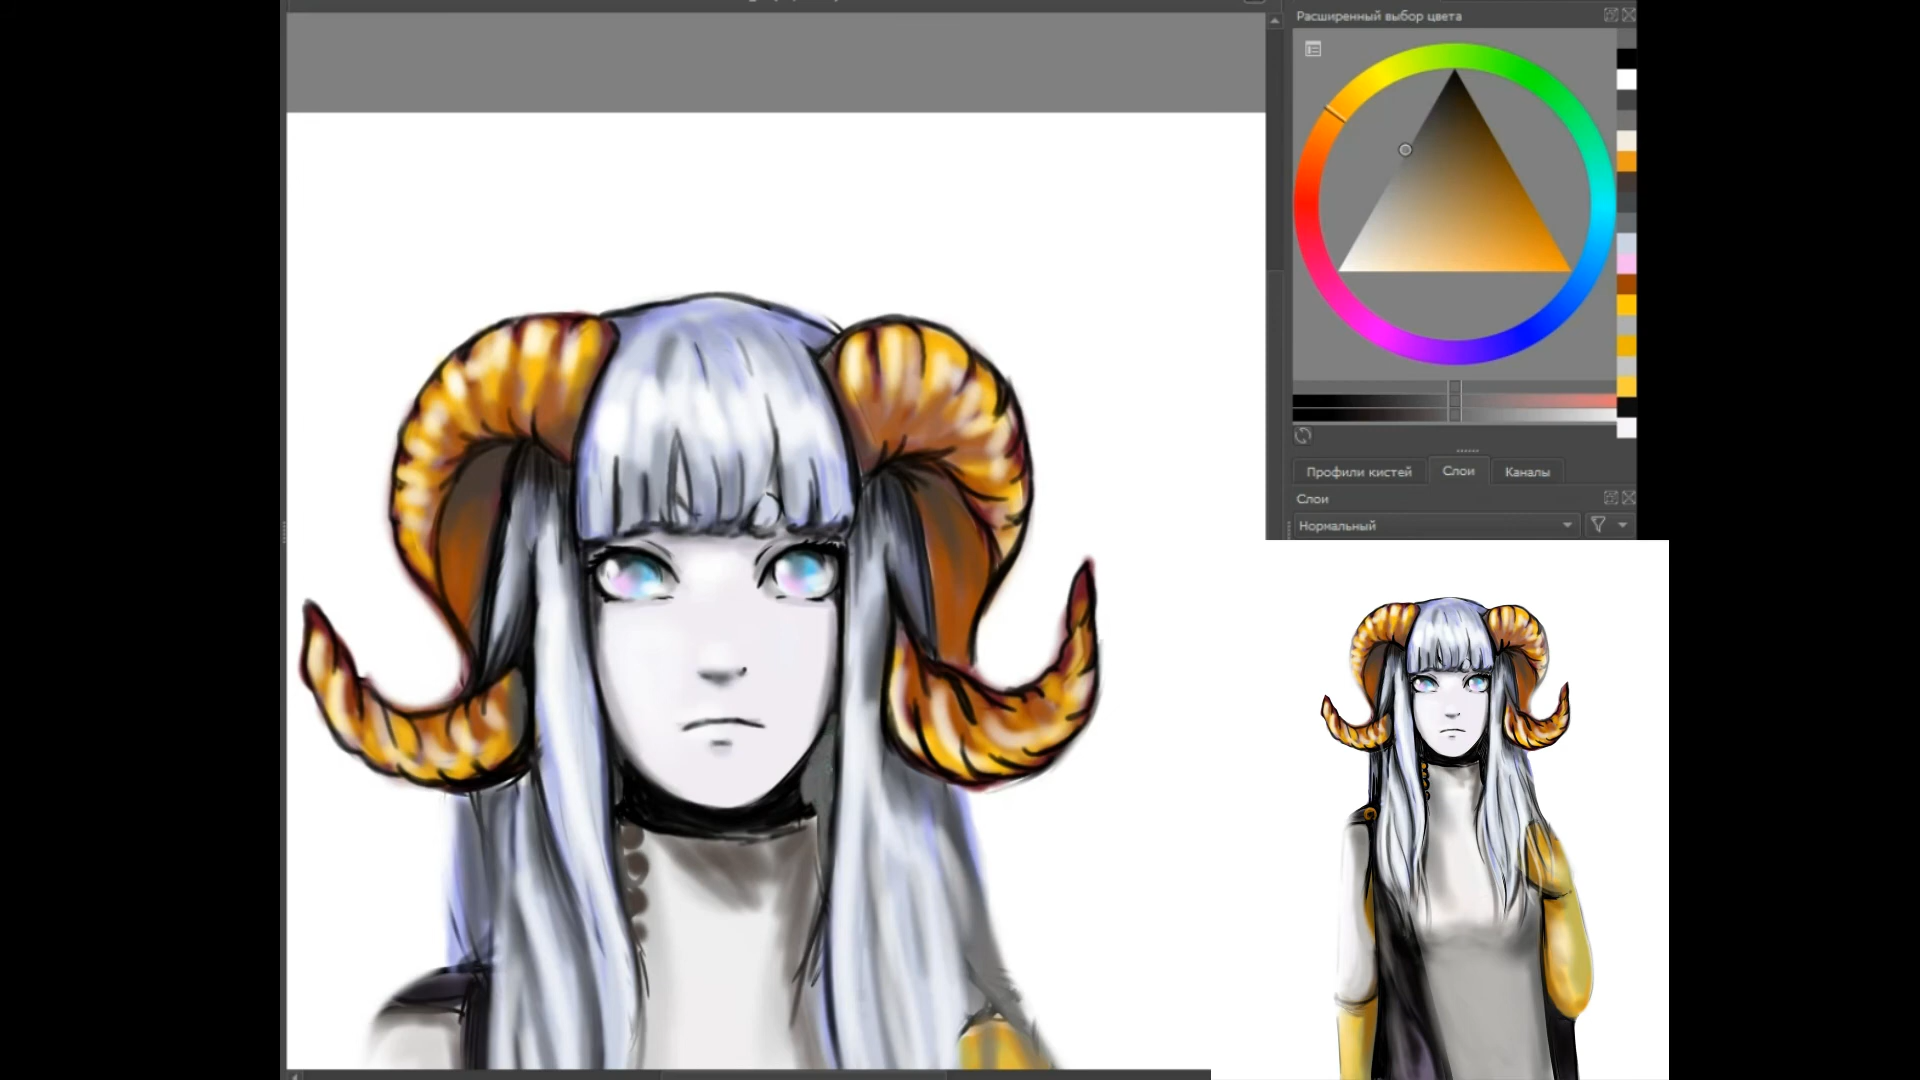 Расширенный выбор цвета
Профили кистей Слои Каналы
Слои
Нормальный